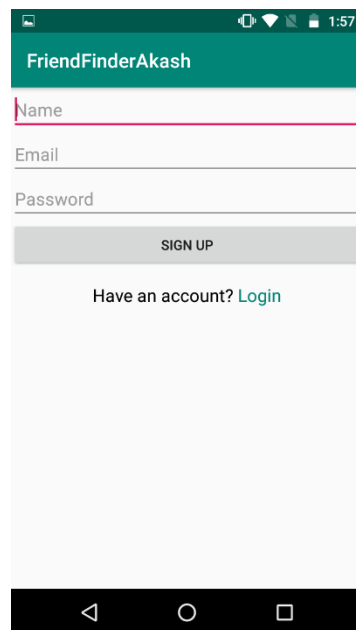 1:57
FriendFinderAkash
Name
Email
Password
SIGN UP
Have an account? Login